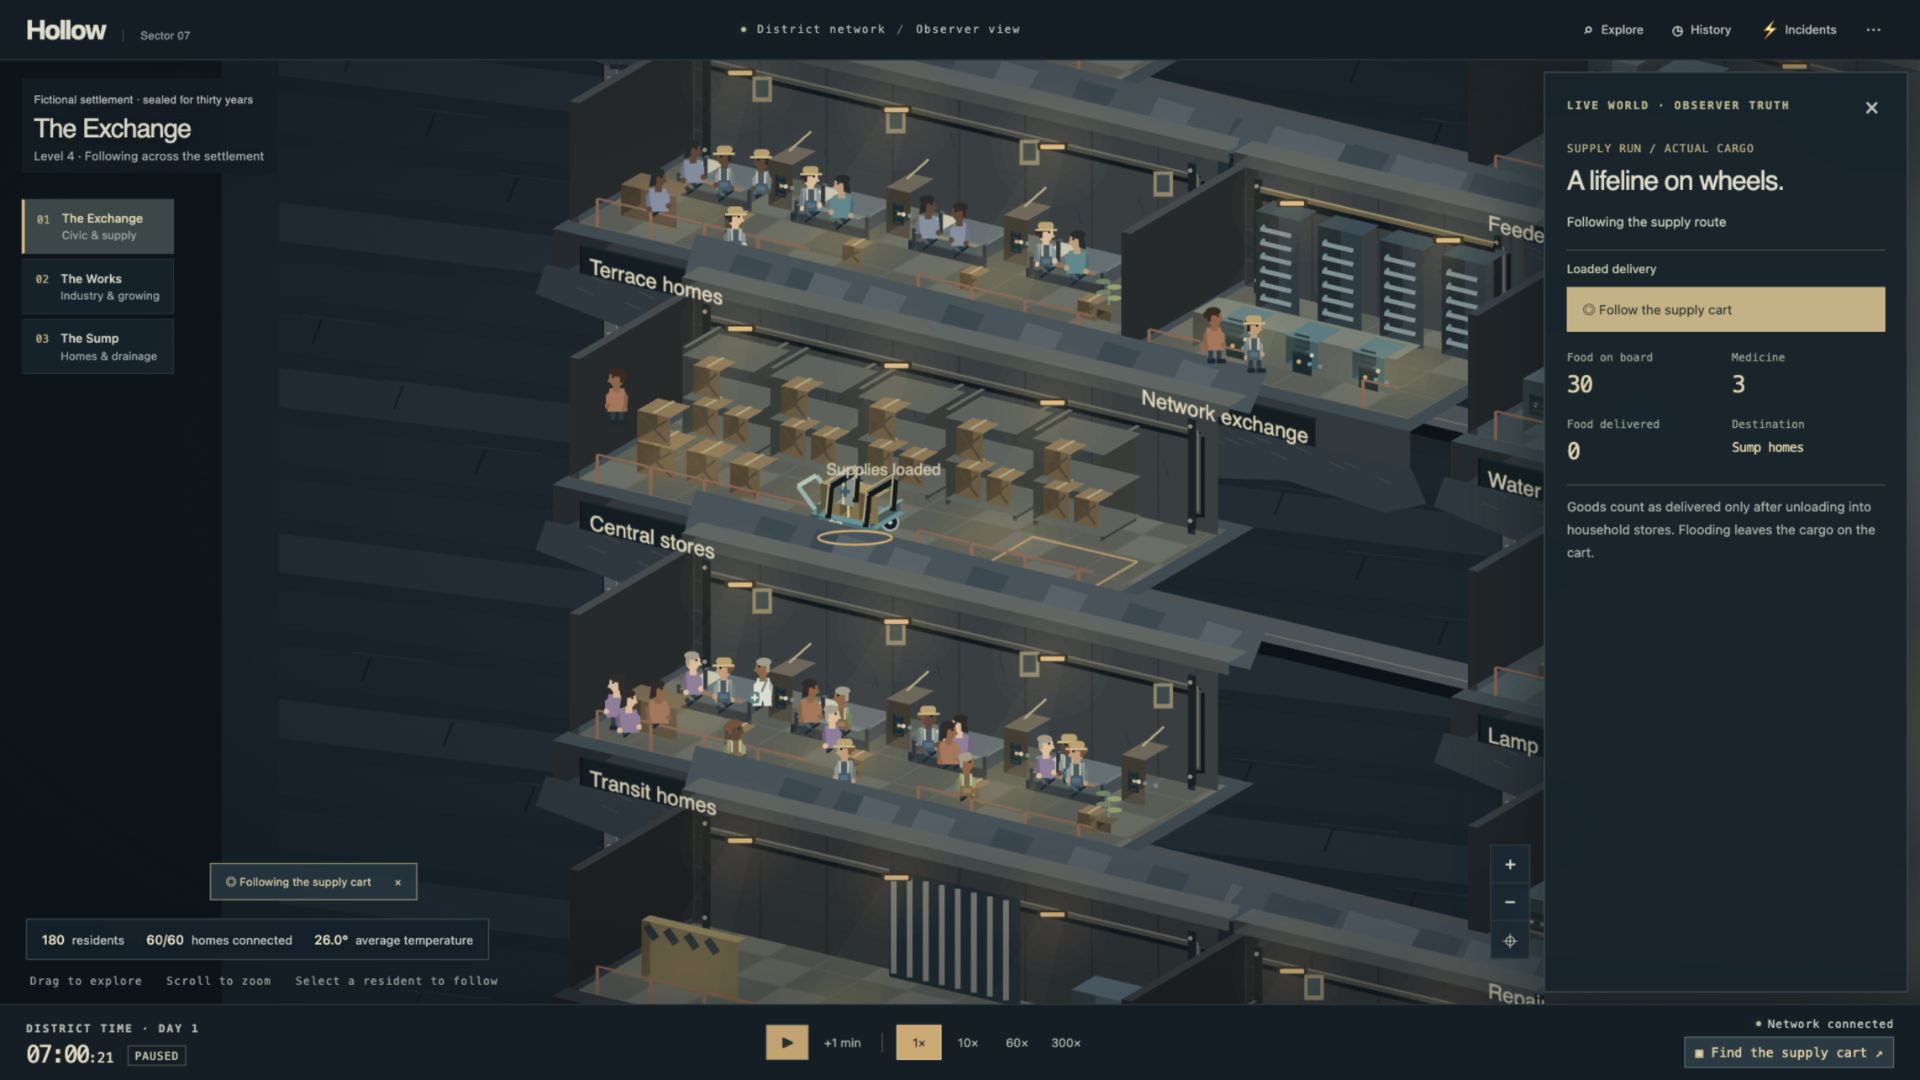 Hollow
Sector 07
District network / Observer view
Explore
History
Incidents
Fictional settlement · sealed for thirty years
The Exchange
Level 4 · Following across the settlement
01 The Exchange
Civic & supply
02 The Works
Industry & growing
03 The Sump
Homes & drainage
Terrace homes
Feede
Network exchange
Supplies loaded
Central stores
Water
Transit homes
Lamp
Repai
LIVE WORLD · OBSERVER TRUTH
SUPPLY RUN / ACTUAL CARGO
A lifeline on wheels.
Following the supply route
Loaded delivery
Follow the supply cart
Food on board
Medicine
30
3
Food delivered
Destination
0
Sump homes
Goods count as delivered only after unloading into
household stores. Flooding leaves the cargo on the
cart.
Following the supply cart ×
180 residents 60/60 homes connected 26.0° average temperature
Drag to explore Scroll to zoom Select a resident to follow
DISTRICT TIME · DAY 1
07:00:21 PAUSED
+1 min
1× 10× 60× 300×
Network connected
Find the supply cart ↗